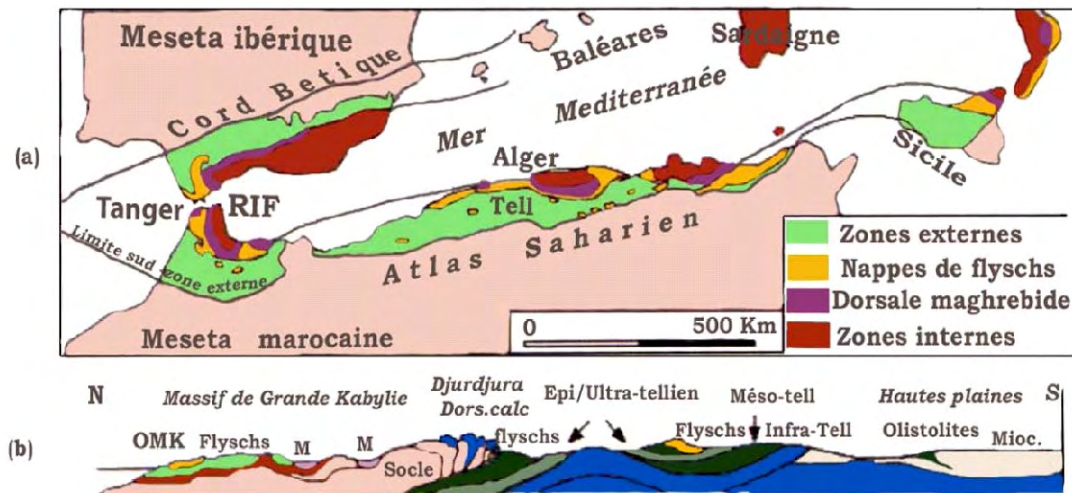 (a)
Meseta ibérique
Cord Betique
Baléares
Sardaigne
Mer Mediterranée
Alger
Tanger
RIF
Tell
Sicile
Atlas Saharien
Limite sud zone externe
Meseta marocaine
0 500 Km
Zones externes
Nappes de flyschs
Dorsale maghrebide
Zones internes
(b)
N
Massif de Grande Kabylie
Djurdjura
Dors.calc
Epi/Ultra-tellien
Méso-tell
Hautes plaines
S
OMK
Flyschs
M
M
Socle
flyschs
Flyschs
Infra-Tell
Olistolites
Mioc.